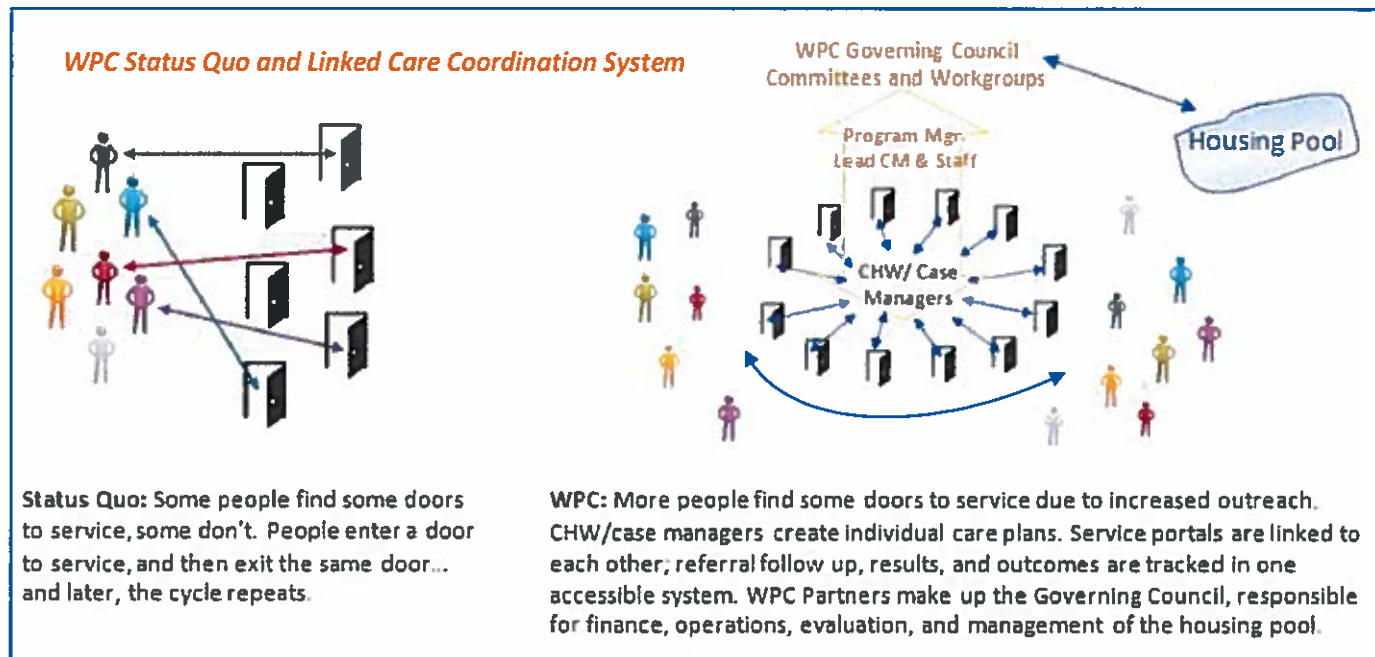 WPC Status Quo and Linked Care Coordination System
WPC Governing Council
Committees and Workgroups
Housing Pool
Program Mgr.
Lead CM & Staff
CHW/ Case
Managers
Status Quo: Some people find some doors
to service, some don't. People enter a door
to service, and then exit the same door...
and later, the cycle repeats.
WPC: More people find some doors to service due to increased outreach.
CHW/case managers create individual care plans. Service portals are linked to
each other; referral follow up, results, and outcomes are tracked in one
accessible system. WPC Partners make up the Governing Council, responsible
for finance, operations, evaluation, and management of the housing pool.